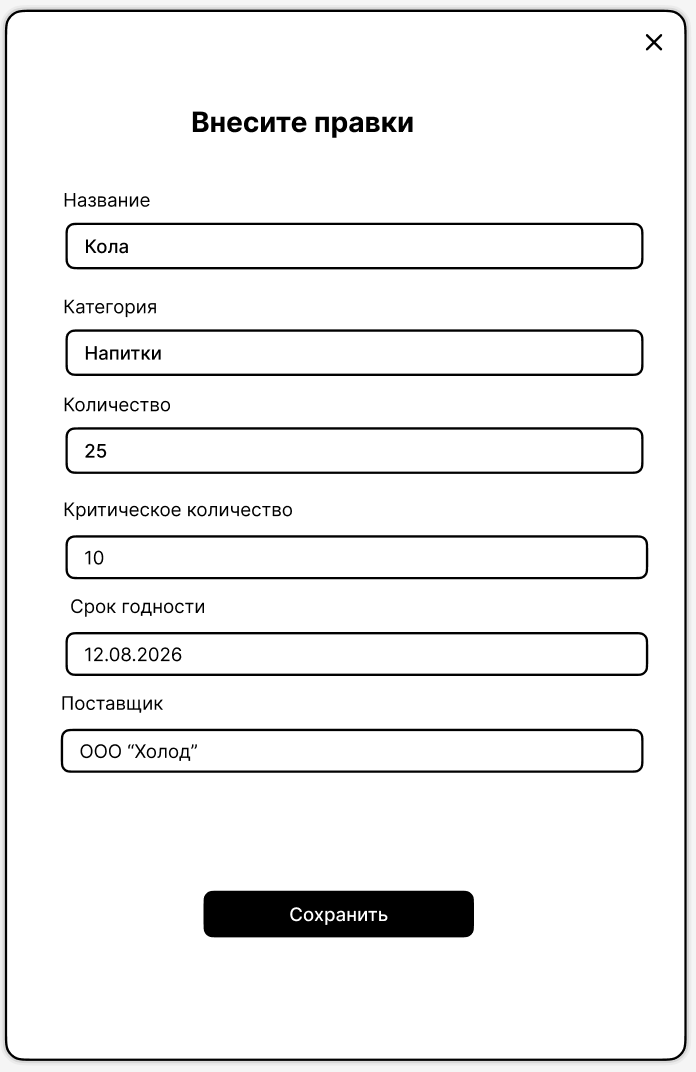 Внесите правки
Название
Кола
Категория
Напитки
Количество
25
Критическое количество
10
Срок годности
12.08.2026
Поставщик
ООО “Холод”
Сохранить